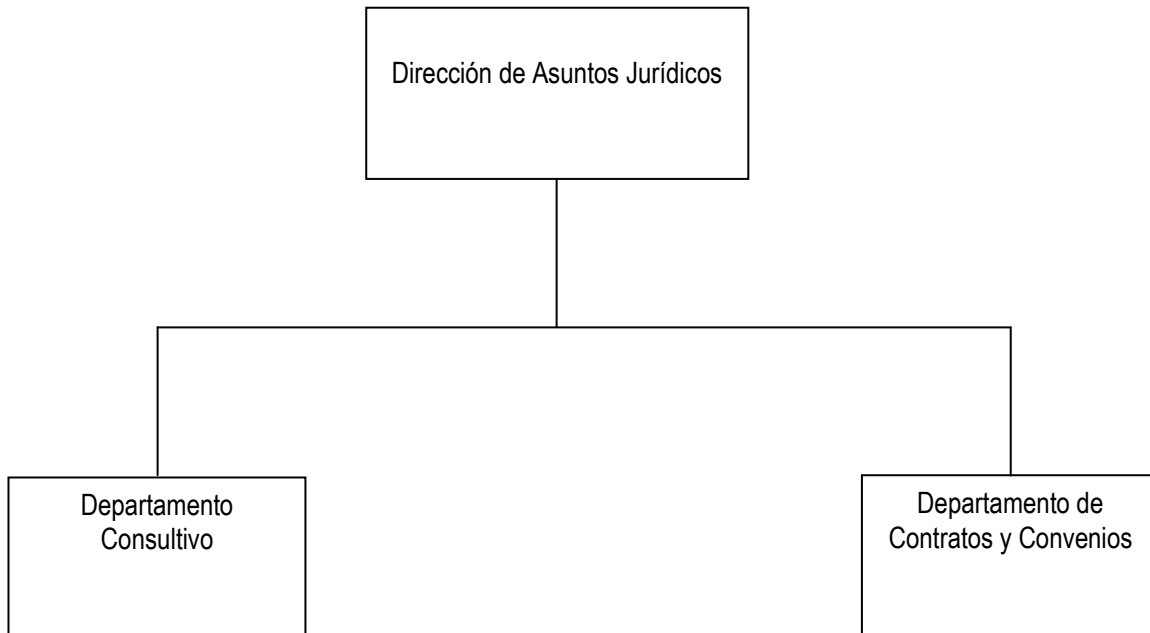 Dirección de Asuntos Jurídicos
Departamento
Consultivo
Departamento de
Contratos y Convenios